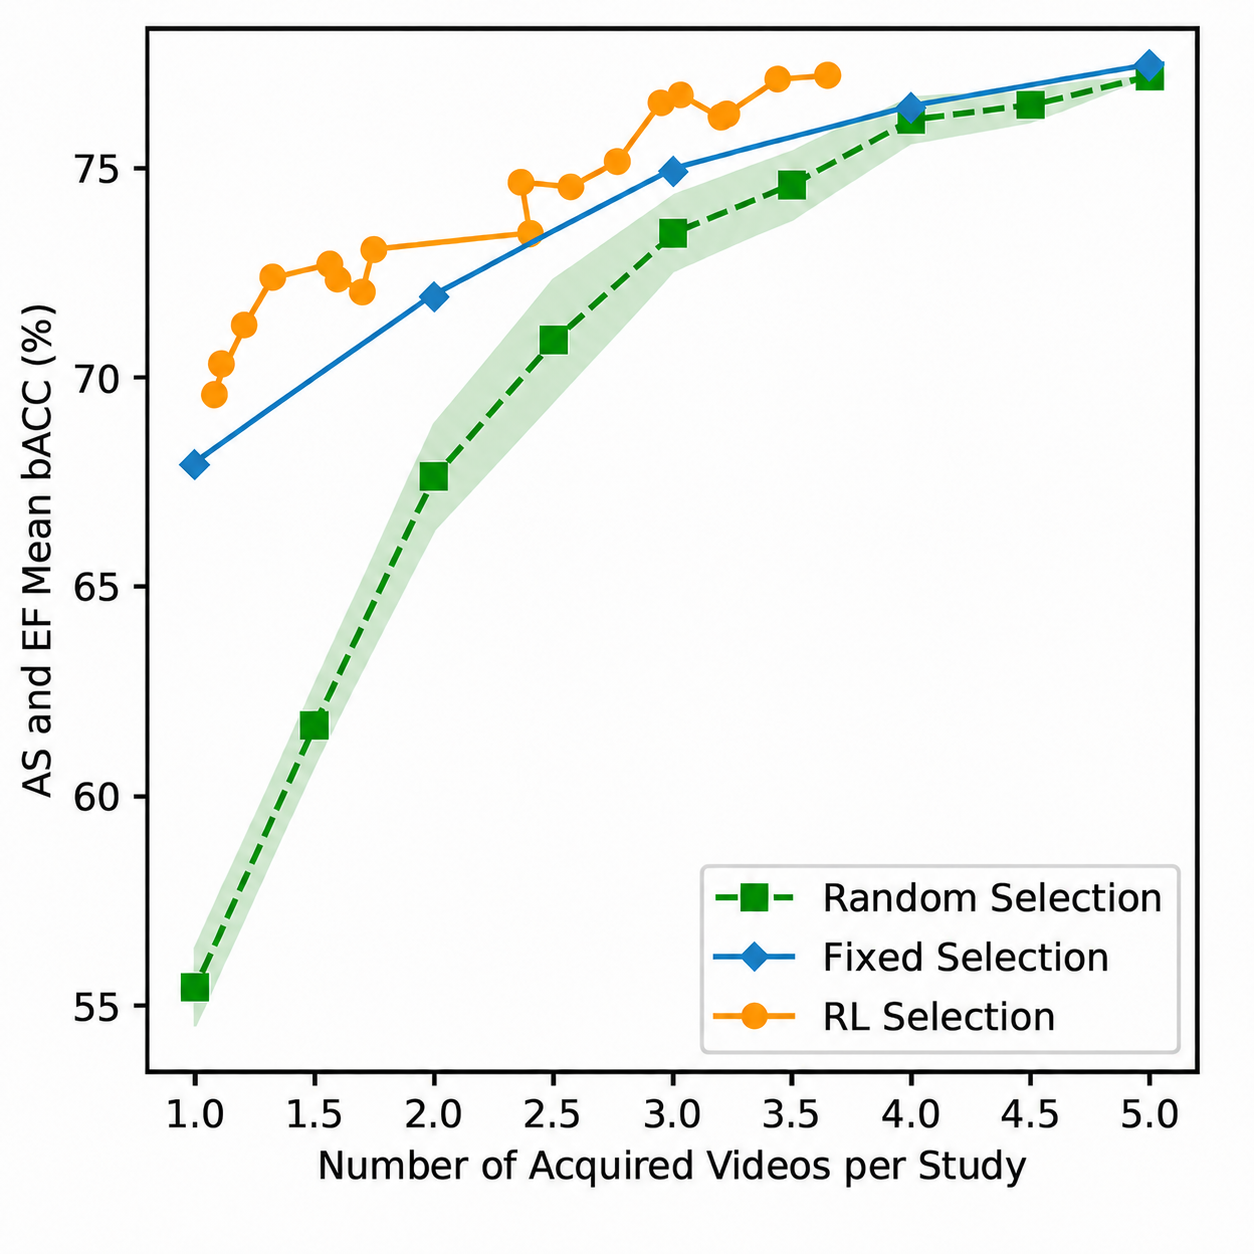 AS and EF Mean bACC (%)
75
70
65
60
55
Random Selection
Fixed Selection
RL Selection
1.0 1.5 2.0 2.5 3.0 3.5 4.0 4.5 5.0
Number of Acquired Videos per Study